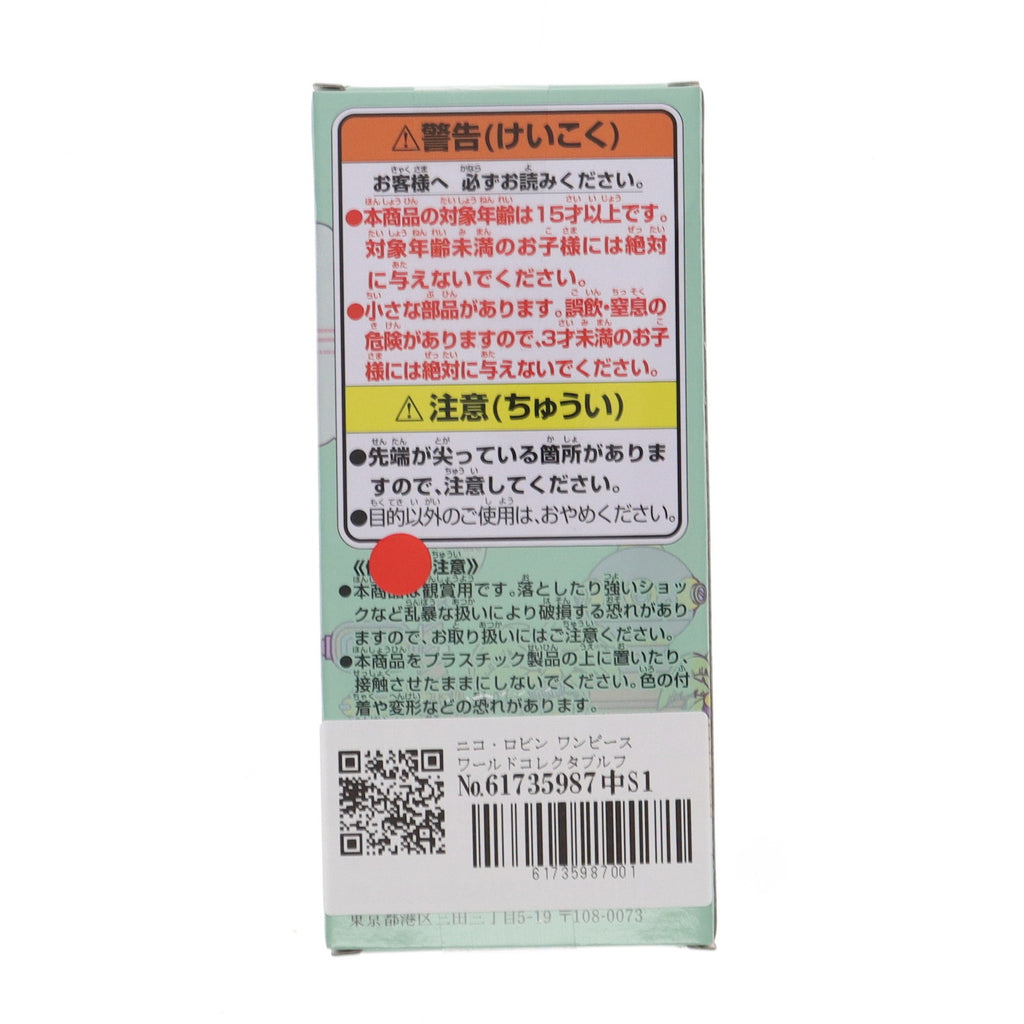 ⚠警告(けいこく)
お客様へ 必ずお読みください。
●本商品の対象年齢は15才以上です。
対象年齢未満のお子様には絶対
に与えないでください。
●小さな部品があります。誤飲・窒息の
危険がありますので、3才未満のお子
様には絶対に与えないでください。
⚠注意(ちゅうい)
●先端が尖っている箇所がありま
すので、注意してください。
●目的以外のご使用は、おやめください。
注意》
●本商品は観賞用です。落としたり強いショッ
クなど乱暴な扱いにより破損する恐れがあり
ますので、お取り扱いにはご注意ください。
●本商品をプラスチック製品の上に置いたり、
接触させたままにしないでください。色の付
着や変形などの恐れがあります。
ニコ・ロビン ワンピース
ワールドコレクタブルフ
No.61735987中S1
61735987001
東京都港区三田三丁目5-19 〒108-0073